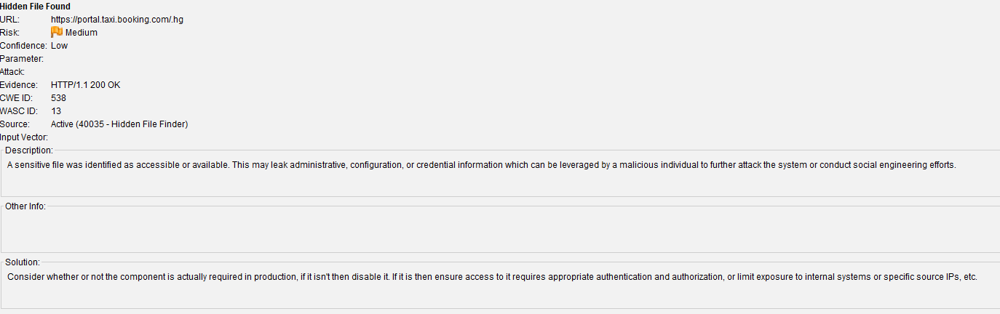 Hidden File Found
URL: https://portal.taxi.booking.com/.hg
Risk: Medium
Confidence: Low
Parameter:
Attack:
Evidence: HTTP/1.1 200 OK
CWE ID: 538
WASC ID: 13
Source: Active (40035 - Hidden File Finder)
Input Vector:
Description:
A sensitive file was identified as accessible or available. This may leak administrative, configuration, or credential information which can be leveraged by a malicious individual to further attack the system or conduct social engineering efforts.
Other Info:
Solution:
Consider whether or not the component is actually required in production, if it isn't then disable it. If it is then ensure access to it requires appropriate authentication and authorization, or limit exposure to internal systems or specific source IPs, etc.